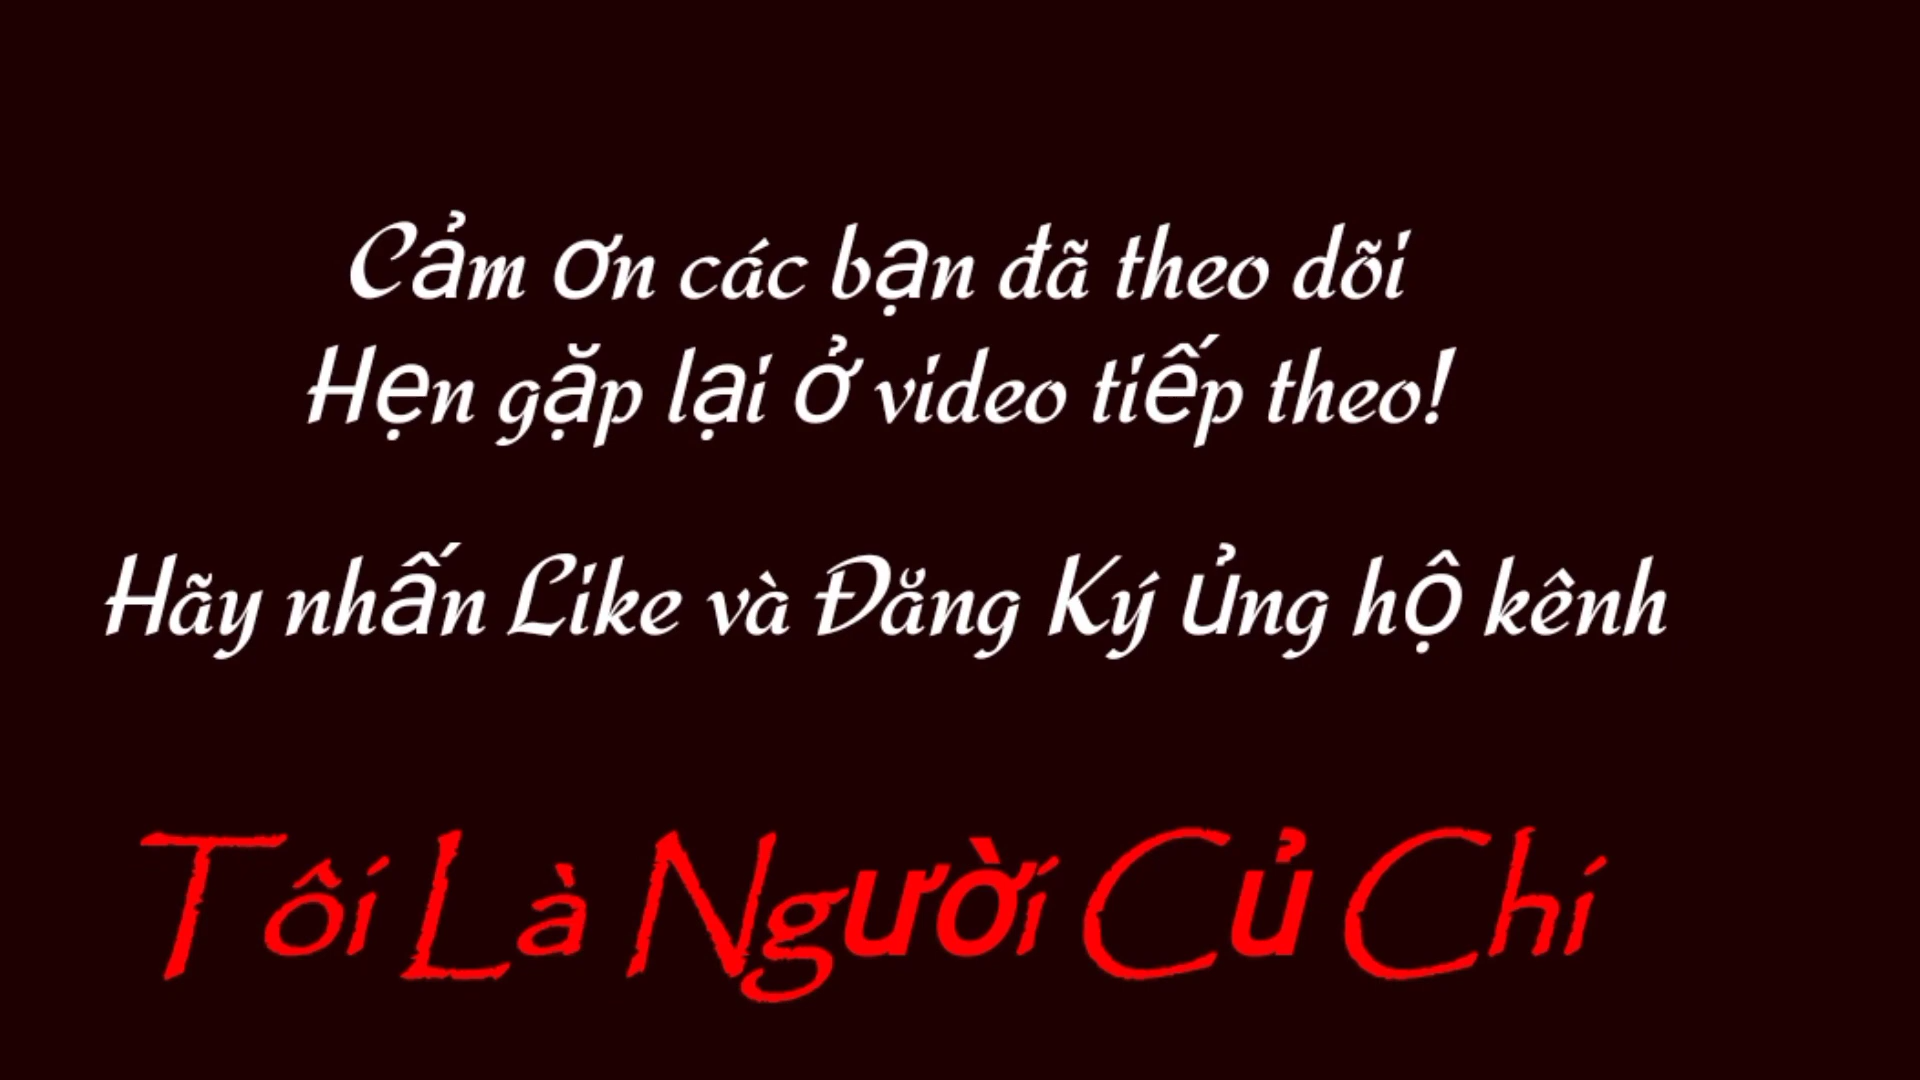 Cảm ơn các bạn đã theo dõi
Hẹn gặp lại ở video tiếp theo!
Hãy nhấn Like và Đăng Ký ủng hộ kênh
Tôi Là Người Củ Chi